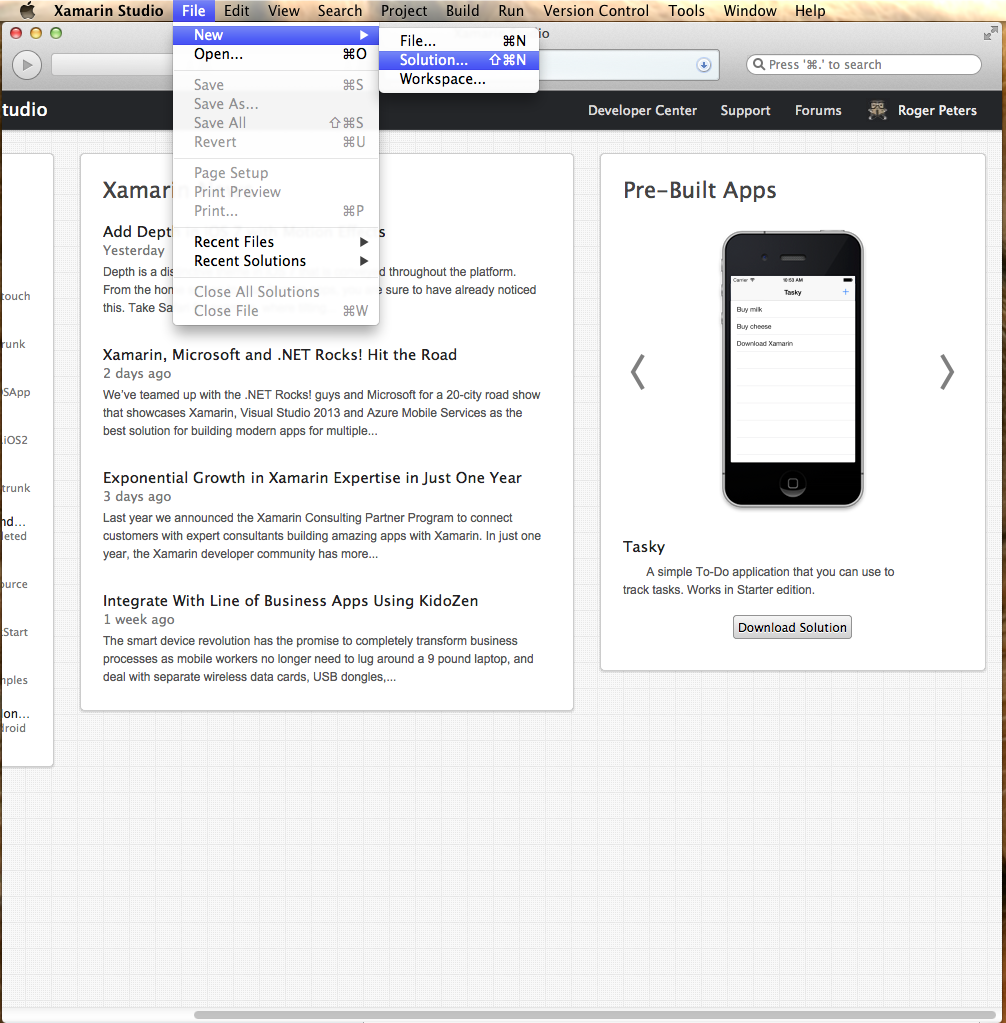 Xamarin Studio File Edit View Search Project Build Run Version Control Tools Window Help
New
Open... ⌘O
Save ⌘S
Save As...
Save All ⇧⌘S
Revert ⌘U
Page Setup
Print Preview
Print... ⌘P
Recent Files
Recent Solutions
Close All Solutions
Close File ⌘W
File... ⌘N
Solution... ⇧⌘N
Workspace...
io
Press '⌘.' to search
tudio
Developer Center Support Forums Roger Peters
touch
trunk
OSApp
iOS2
trunk
nd...
leted
ource
Start
mples
ion...
droid
Xamarin
Add Dept
Yesterday
Depth is a dis d throughout the platform.
From the hom sure to have already noticed
this. Take Sa
Xamarin, Microsoft and .NET Rocks! Hit the Road
2 days ago
We've teamed up with the .NET Rocks! guys and Microsoft for a 20-city road show
that showcases Xamarin, Visual Studio 2013 and Azure Mobile Services as the
best solution for building modern apps for multiple...
Exponential Growth in Xamarin Expertise in Just One Year
3 days ago
Last year we announced the Xamarin Consulting Partner Program to connect
customers with expert consultants building amazing apps with Xamarin. In just one
year, the Xamarin developer community has more...
Integrate With Line of Business Apps Using KidoZen
1 week ago
The smart device revolution has the promise to completely transform business
processes as mobile workers no longer need to lug around a 9 pound laptop, and
deal with separate wireless data cards, USB dongles,...
Pre-Built Apps
Carrier 10:53 AM
Tasky +
Buy milk
Buy cheese
Download Xamarin
Tasky
A simple To-Do application that you can use to
track tasks. Works in Starter edition.
Download Solution